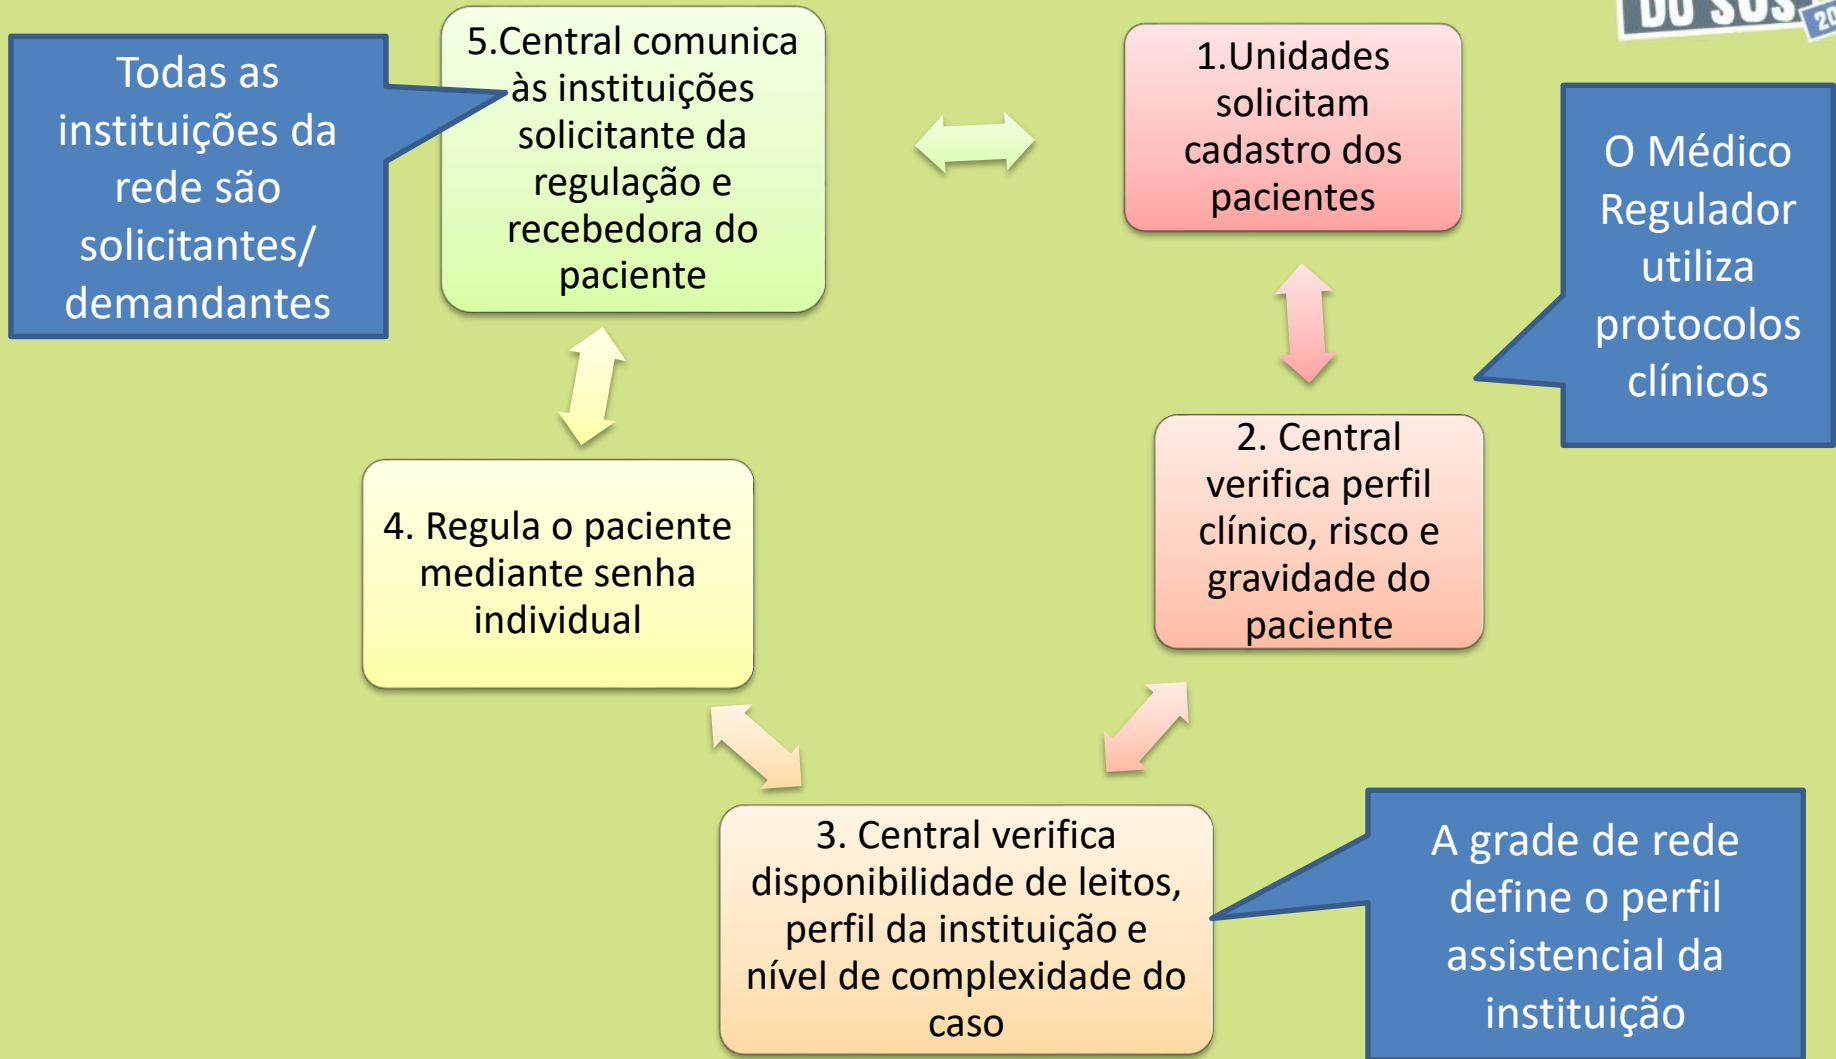 DO SUS
20
Todas as
instituições da
rede são
solicitantes/
demandantes
5.Central comunica
às instituições
solicitante da
regulação e
recebedora do
paciente
1.Unidades
solicitam
cadastro dos
pacientes
O Médico
Regulador
utiliza
protocolos
clínicos
4. Regula o paciente
mediante senha
individual
2. Central
verifica perfil
clínico, risco e
gravidade do
paciente
3. Central verifica
disponibilidade de leitos,
perfil da instituição e
nível de complexidade do
caso
A grade de rede
define o perfil
assistencial da
instituição